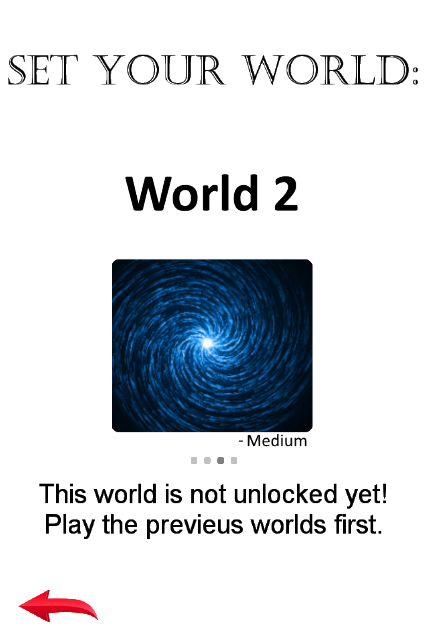 SET YOUR WORLD:
World 2
- Medium
This world is not unlocked yet!
Play the previeus worlds first.